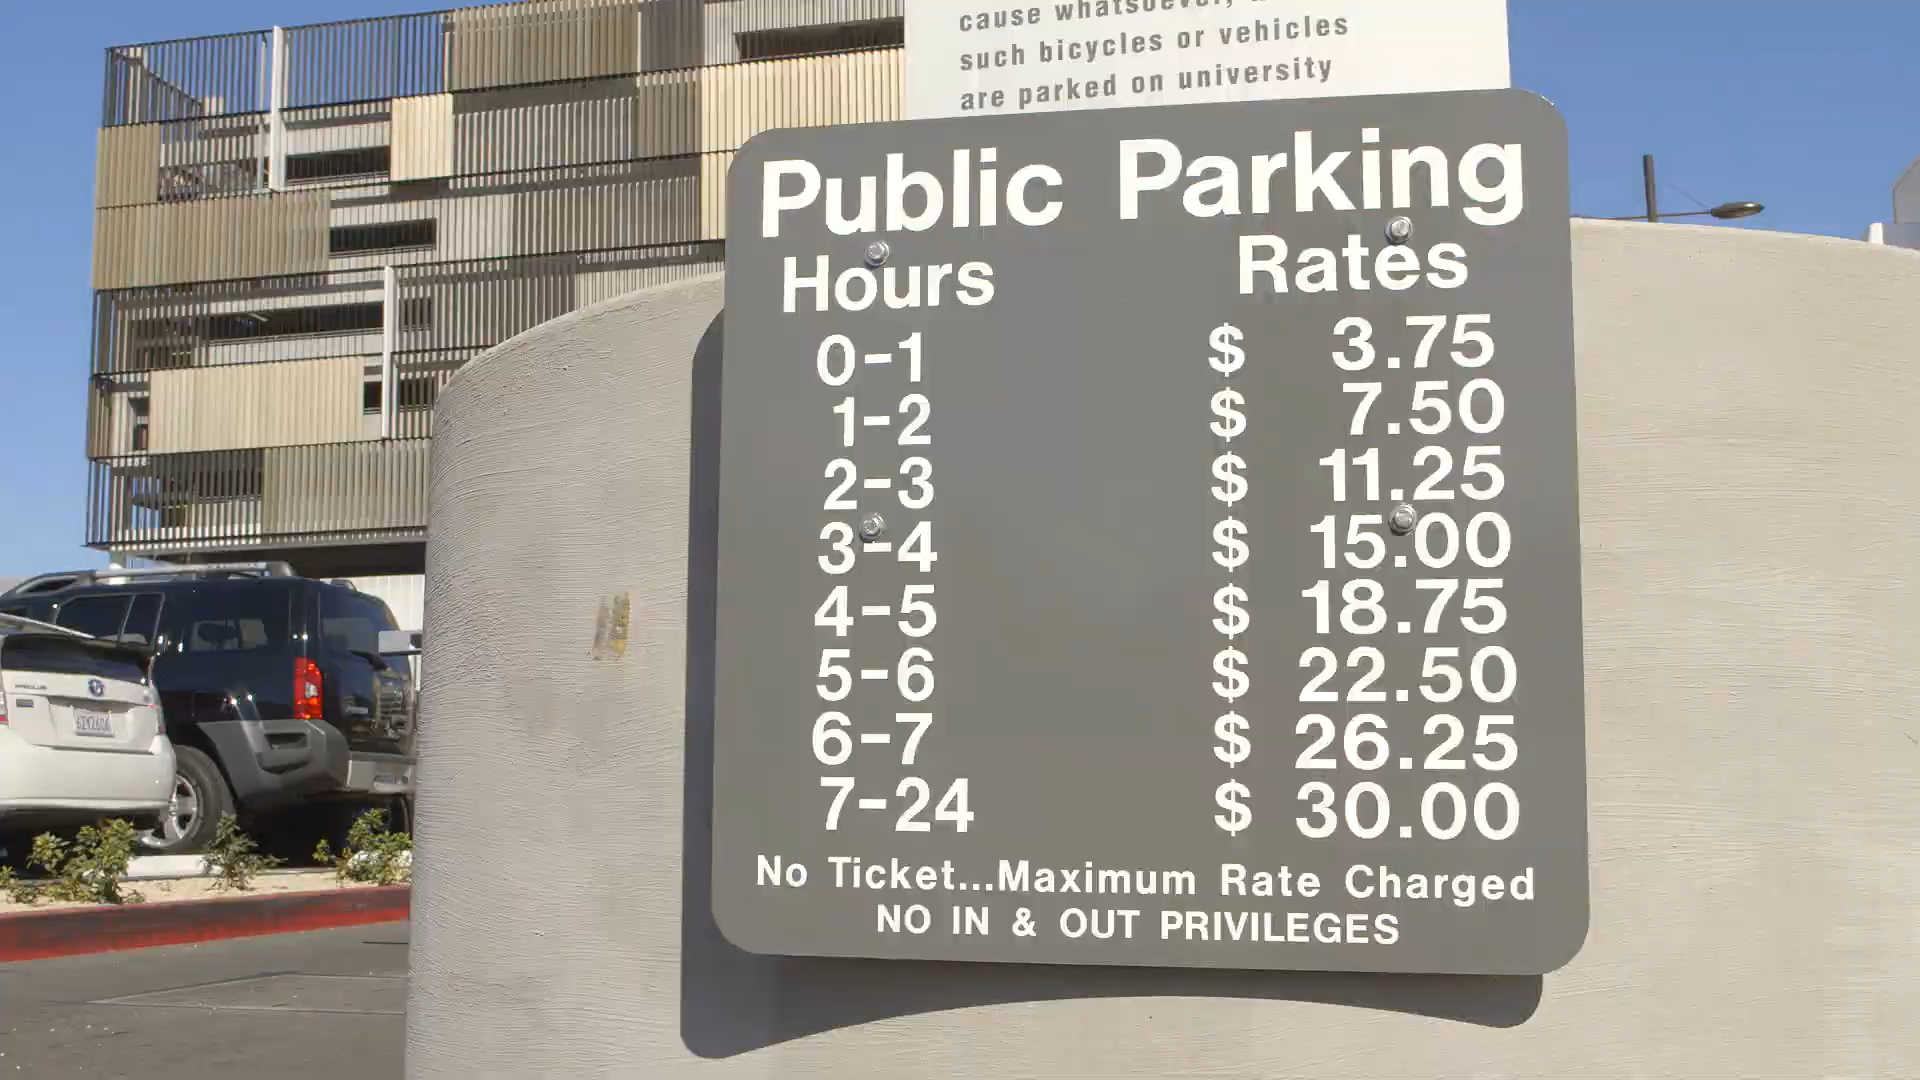 such bicycles or vehicles
are parked on university
Public Parking
Hours Rates
0-1 $ 3.75
1-2 $ 7.50
2-3 $ 11.25
3-4 $ 15.00
4-5 $ 18.75
5-6 $ 22.50
6-7 $ 26.25
7-24 $ 30.00
No Ticket...Maximum Rate Charged
NO IN & OUT PRIVILEGES